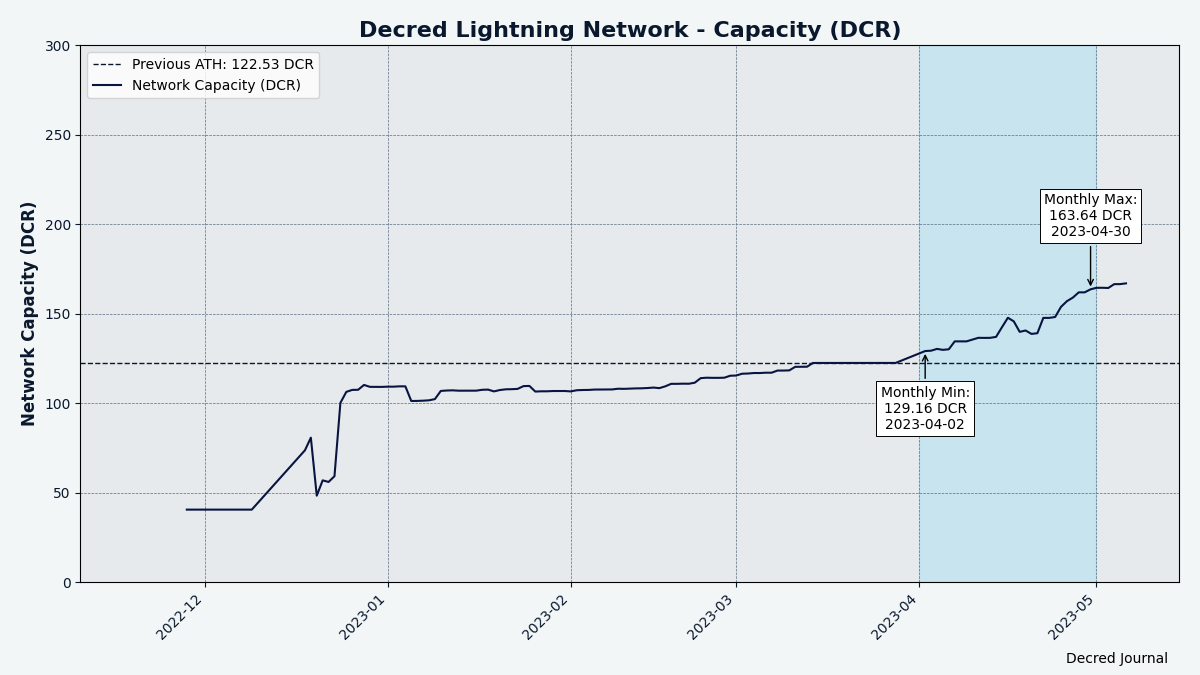 Decred Lightning Network - Capacity (DCR)
Previous ATH: 122.53 DCR
Network Capacity (DCR)
Network Capacity (DCR)
300
250
200
150
100
50
0
Monthly Max:
163.64 DCR
2023-04-30
Monthly Min:
129.16 DCR
2023-04-02
2022-12
2023-01
2023-02
2023-03
2023-04
2023-05
Decred Journal